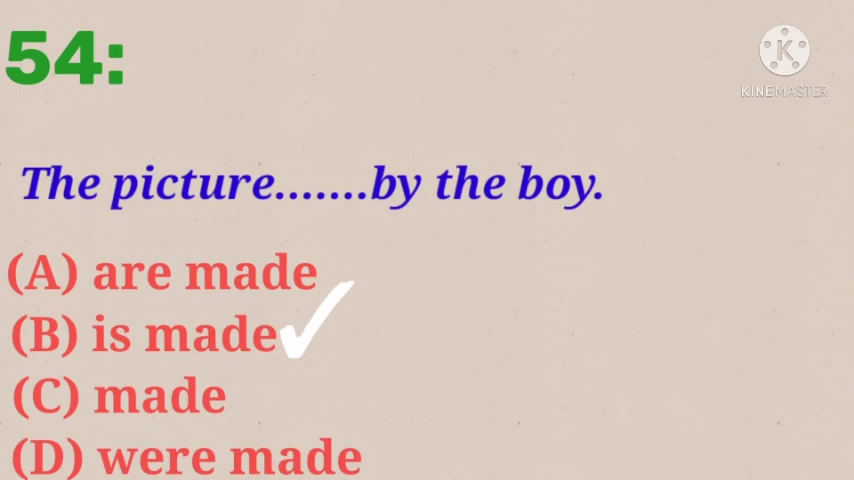 54:
KINEMASTER
The picture.......by the boy.
(A) are made
(B) is made
(C) made
(D) were made